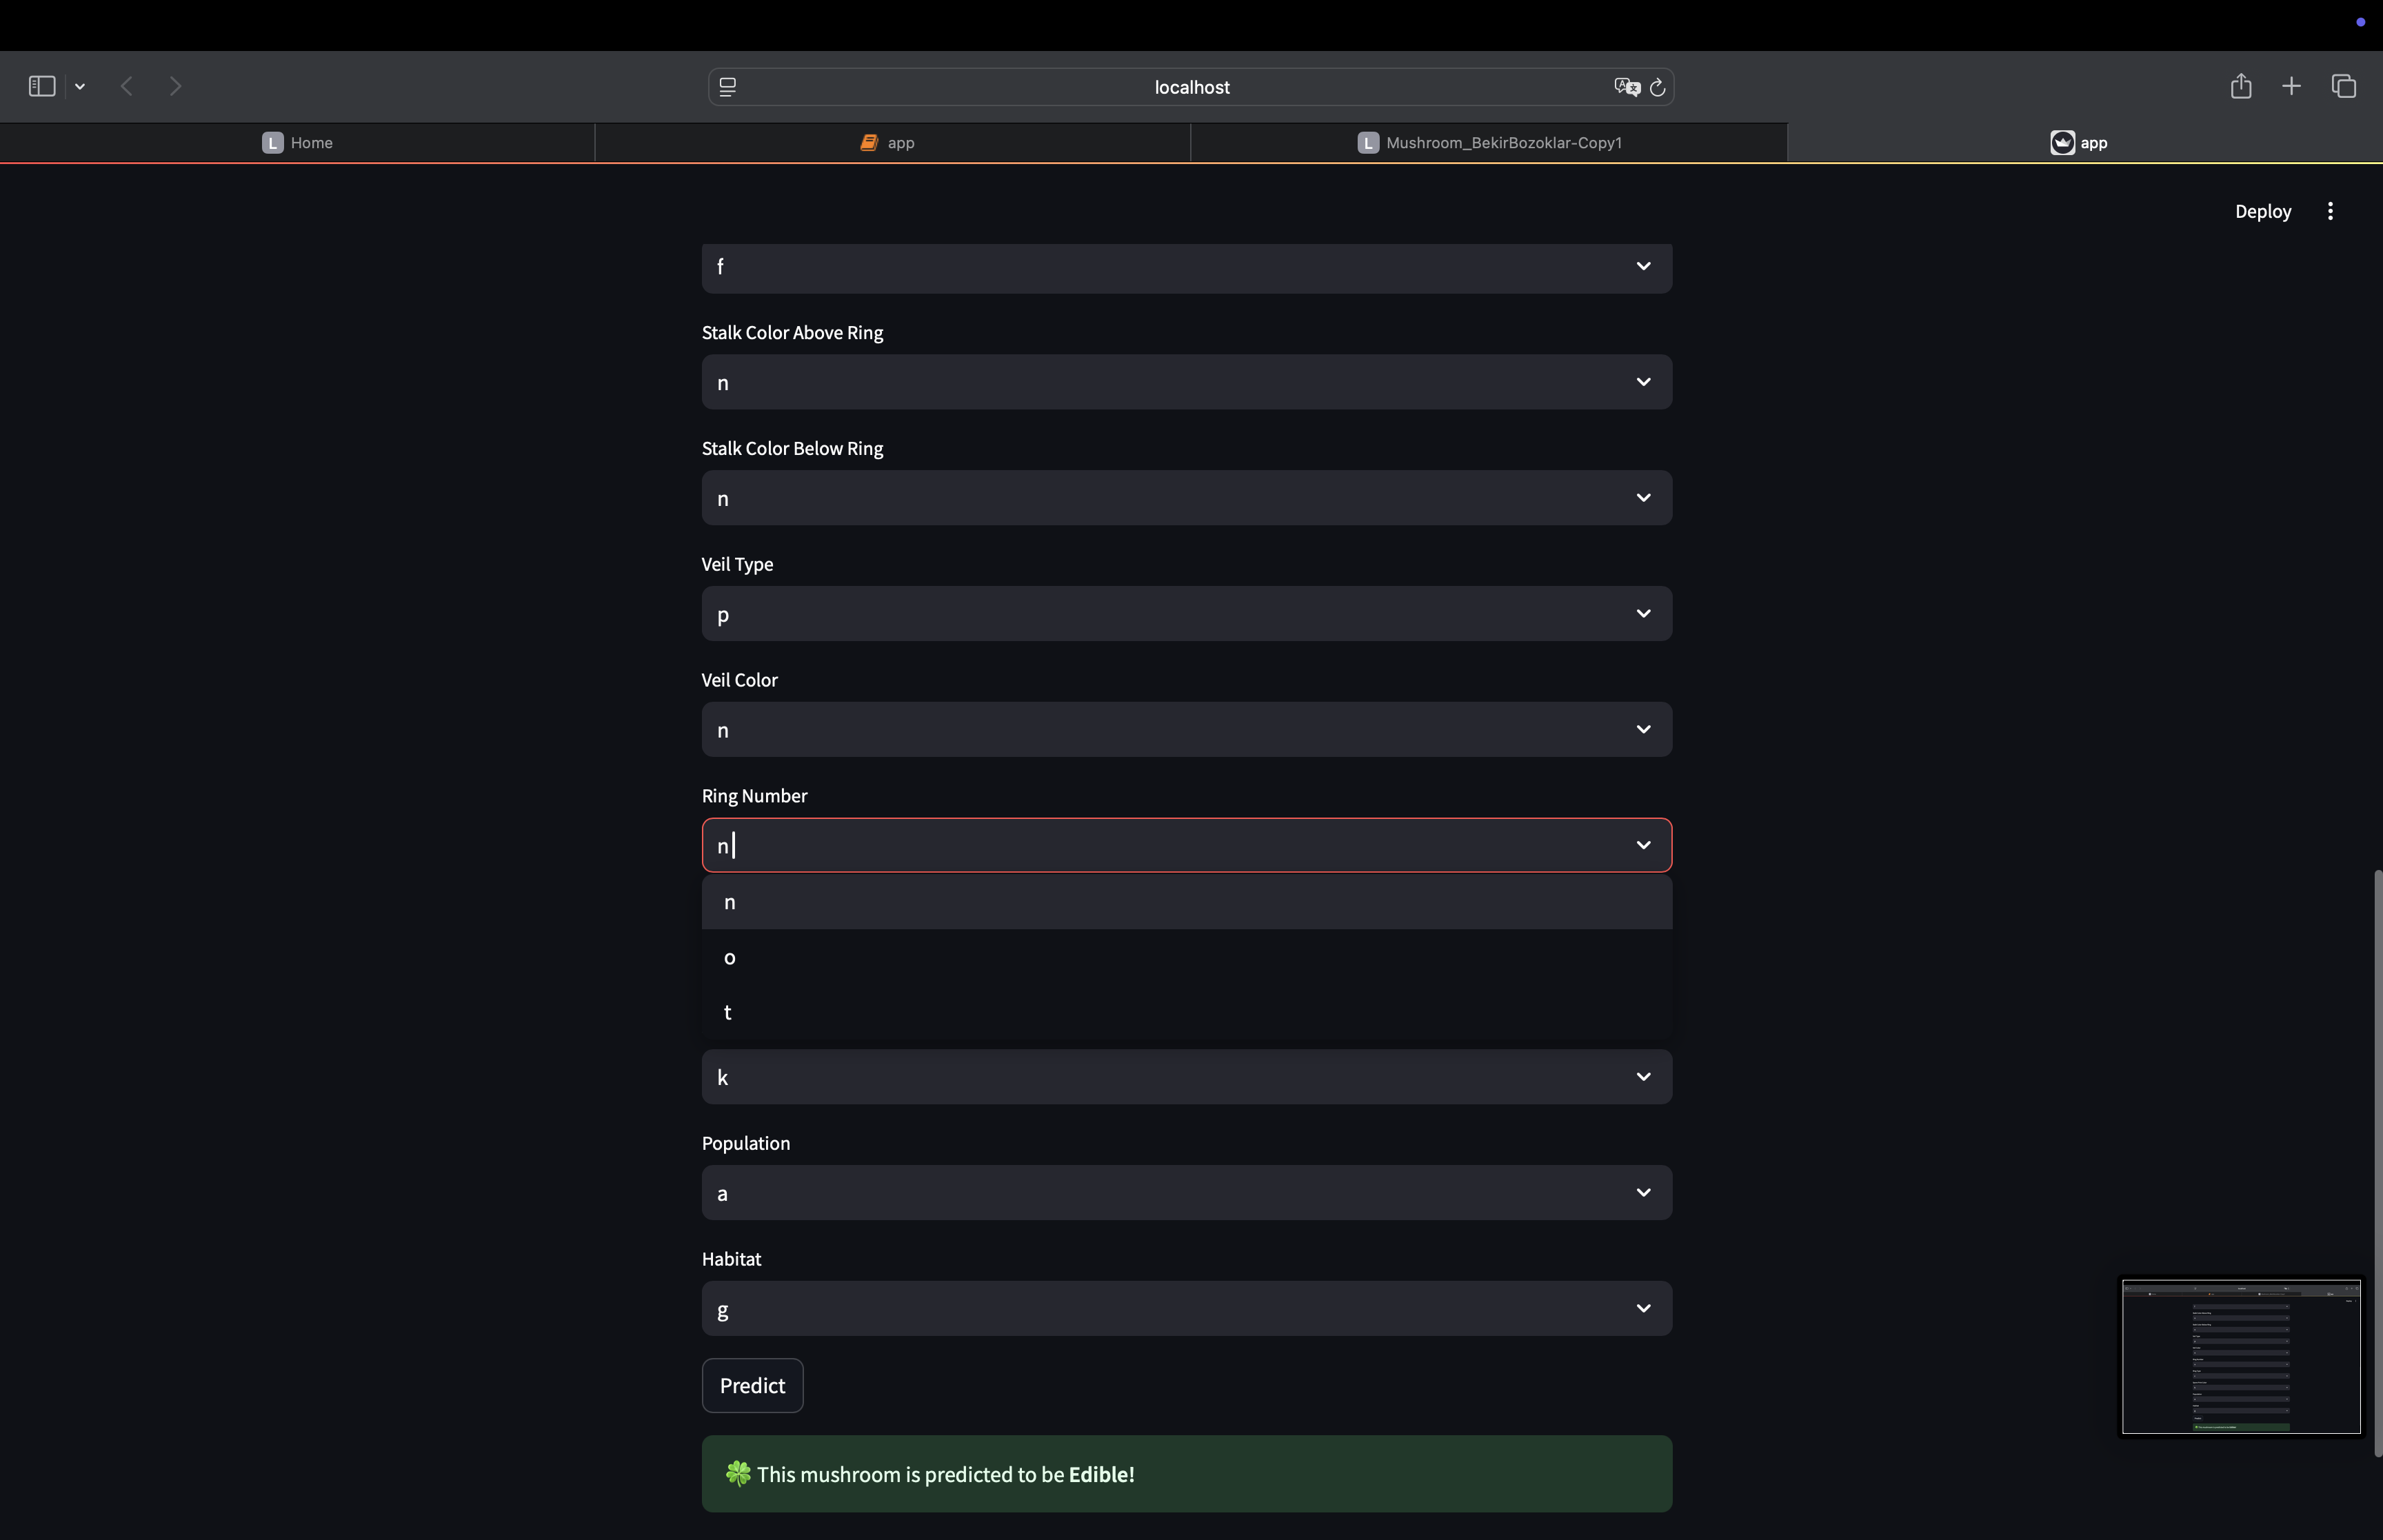 localhost
L Home
app
L Mushroom_BekirBozoklar-Copy1
app
Deploy
f
Stalk Color Above Ring
n
Stalk Color Below Ring
n
Veil Type
p
Veil Color
n
Ring Number
n
n
o
t
k
Population
a
Habitat
g
Predict
🍀 This mushroom is predicted to be Edible!